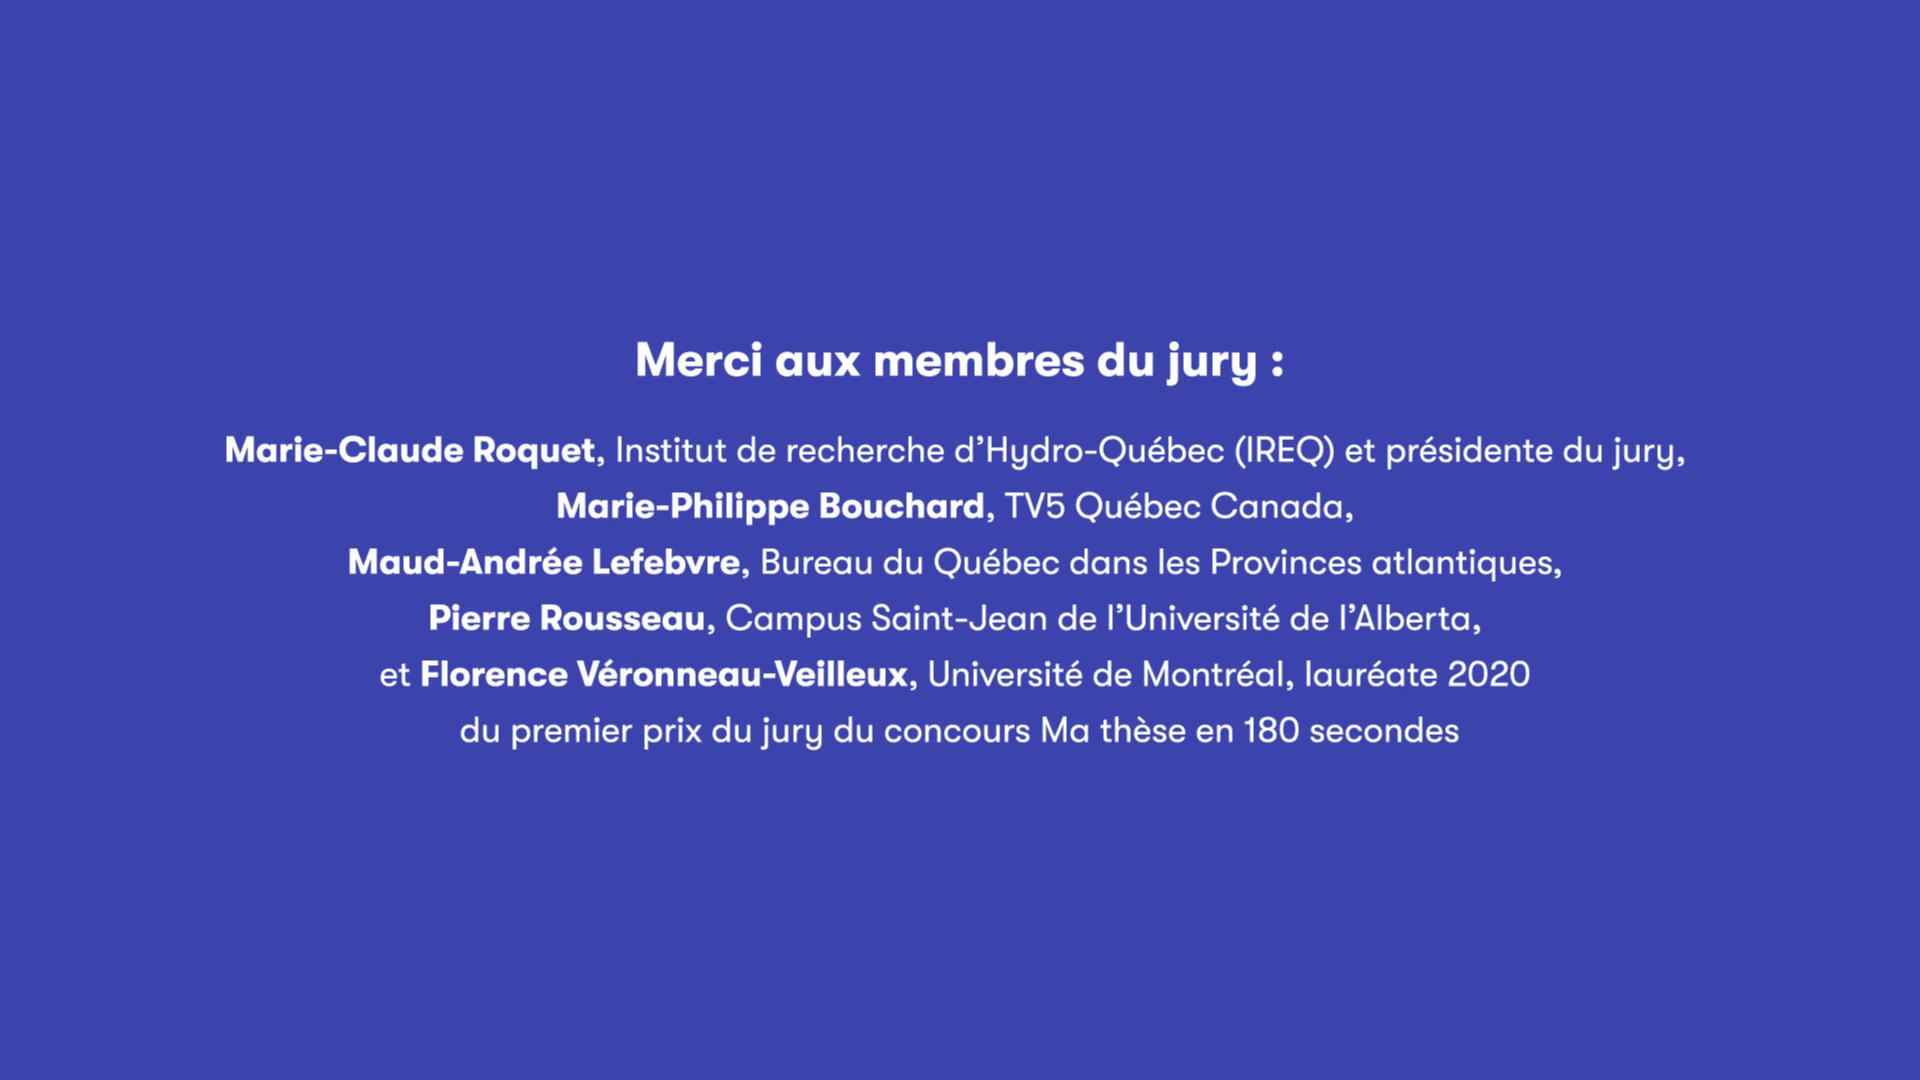 Merci aux membres du jury :
Marie-Claude Roquet, Institut de recherche d’Hydro-Québec (IREQ) et présidente du jury,
Marie-Philippe Bouchard, TV5 Québec Canada,
Maud-Andrée Lefebvre, Bureau du Québec dans les Provinces atlantiques,
Pierre Rousseau, Campus Saint-Jean de l’Université de l’Alberta,
et Florence Véronneau-Veilleux, Université de Montréal, lauréate 2020
du premier prix du jury du concours Ma thèse en 180 secondes